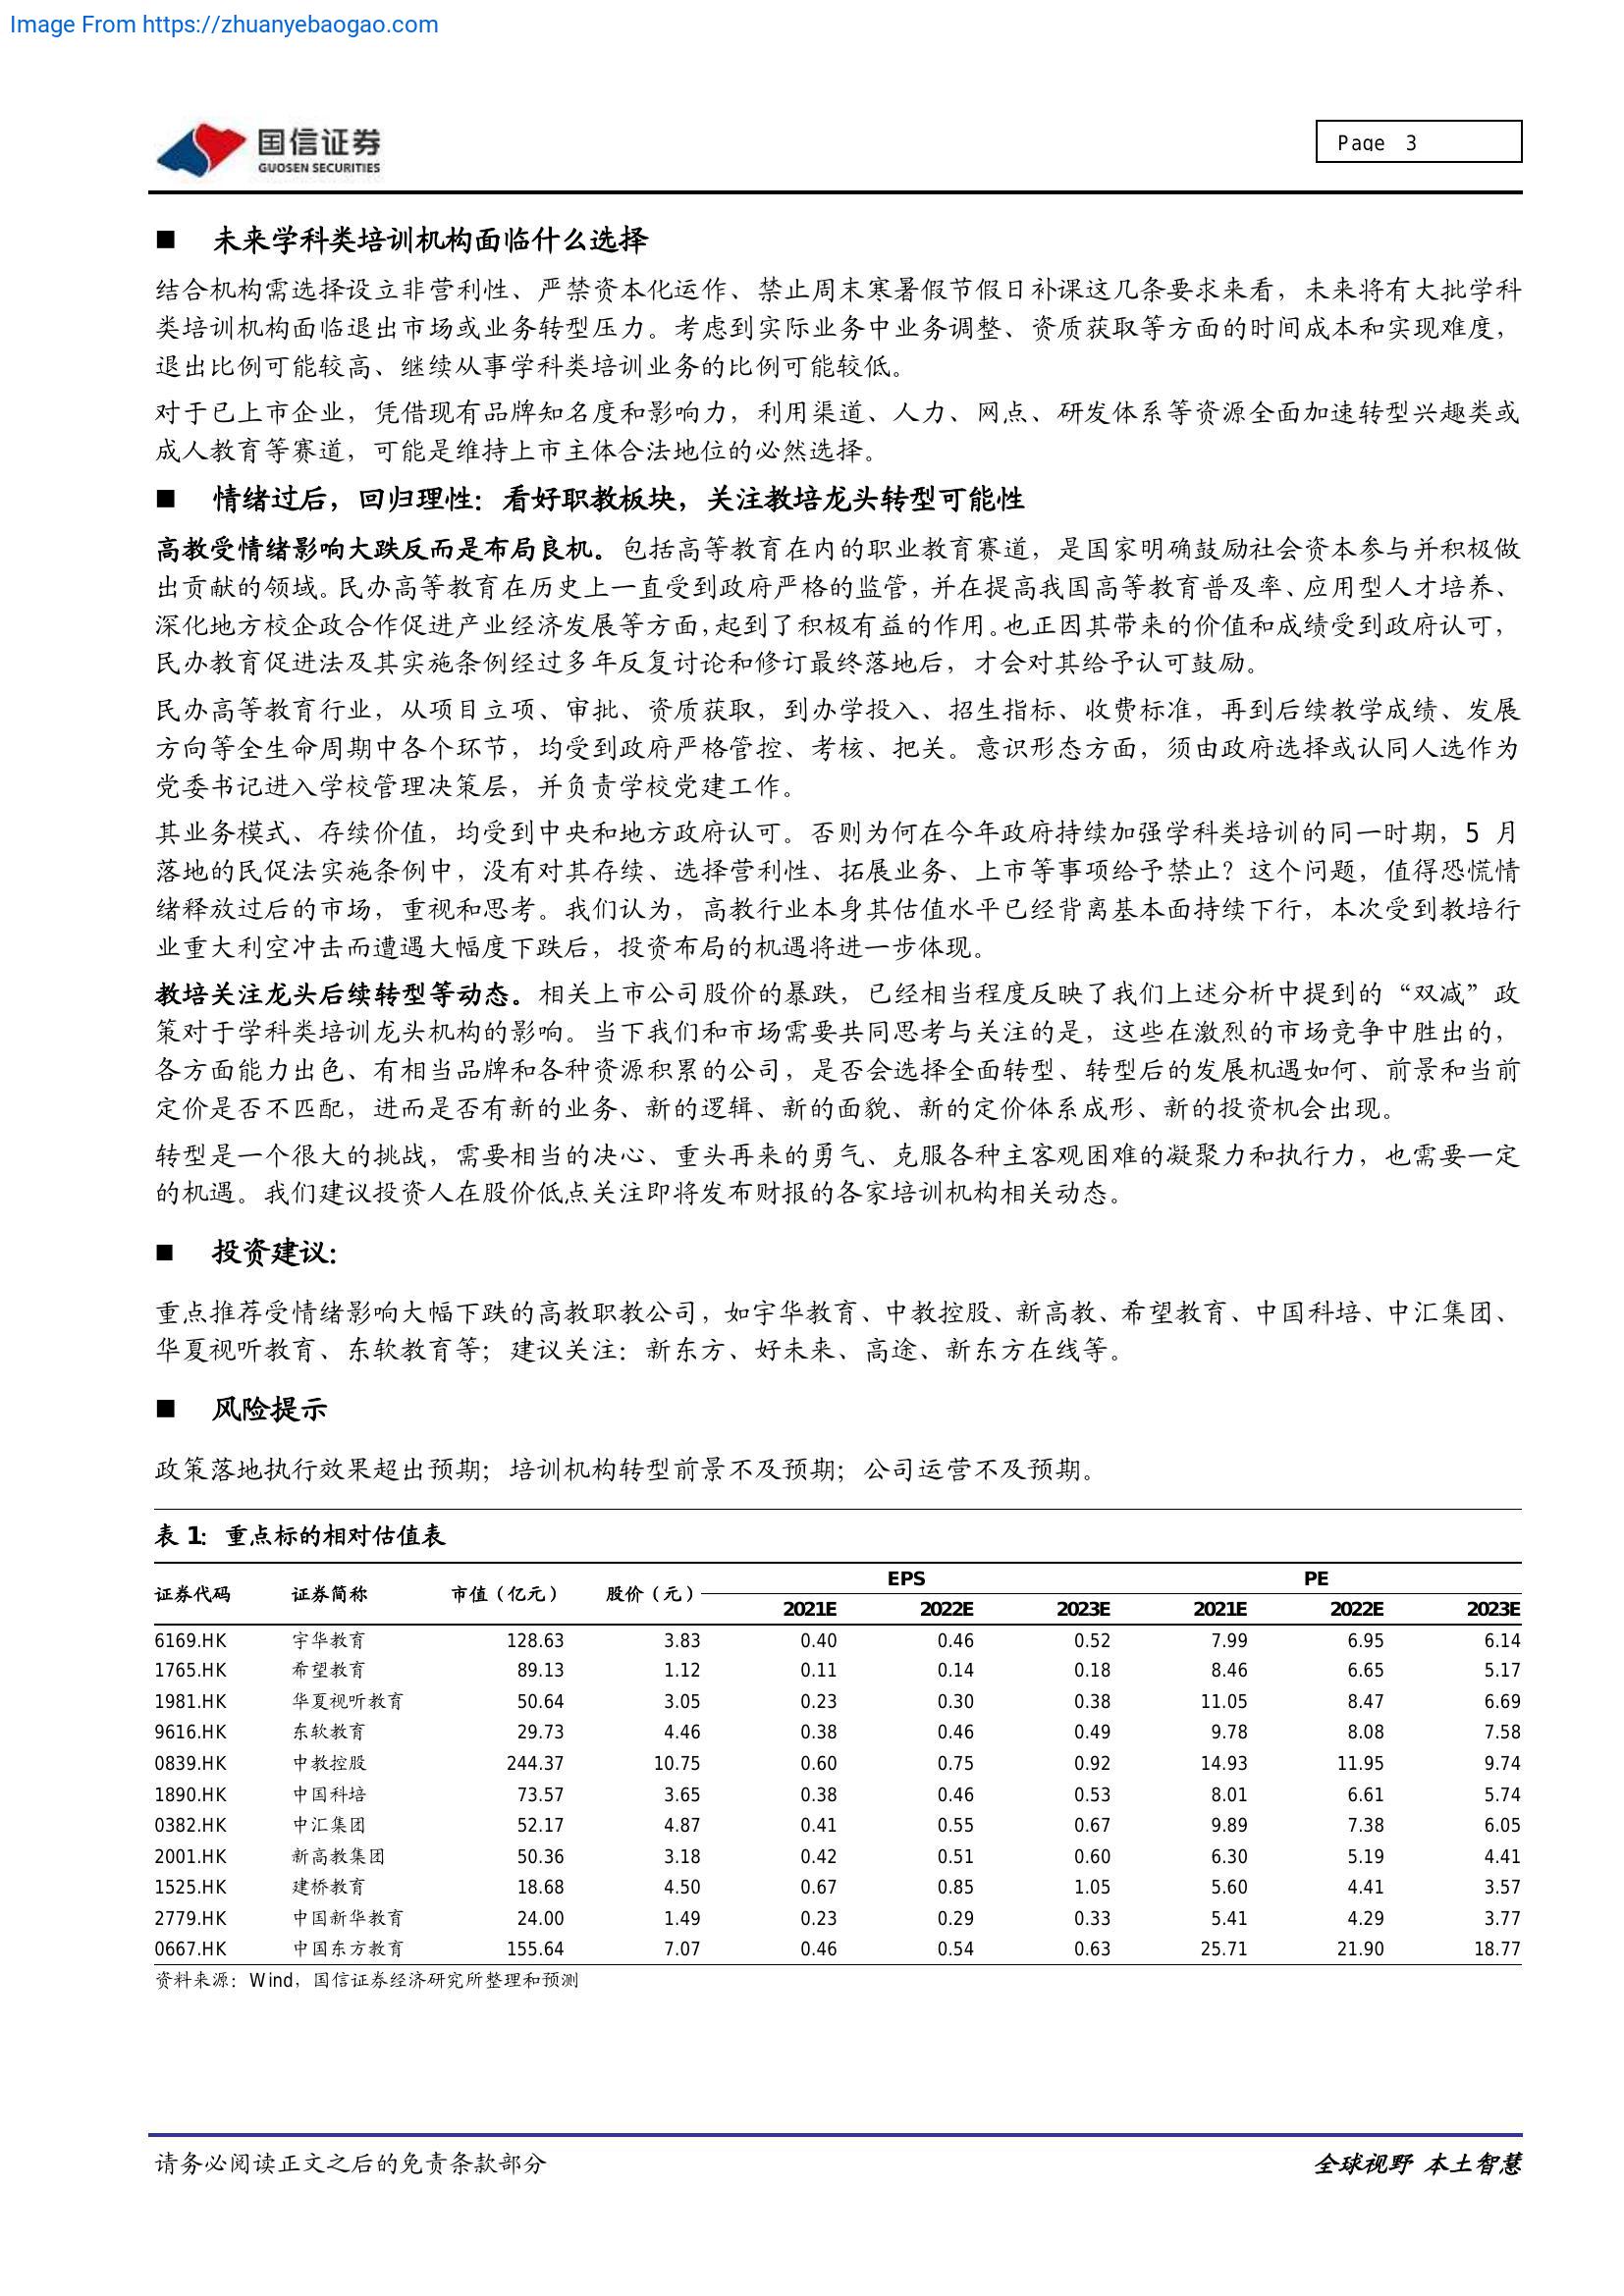 Image From https://zhuanyebaogao.com
国信证券
GUOSEN SECURITIES
Page 3
■ 未来学科类培训机构面临什么选择
结合机构需选择设立非营利性、严禁资本化运作、禁止周末寒暑假节假日补课这几条要求来看，未来将有大批学科
类培训机构面临退出市场或业务转型压力。考虑到实际业务中业务调整、资质获取等方面的时间成本和实现难度，
退出比例可能较高、继续从事学科类培训业务的比例可能较低。
对于已上市企业，凭借现有品牌知名度和影响力，利用渠道、人力、网点、研发体系等资源全面加速转型兴趣类或
成人教育等赛道，可能是维持上市主体合法地位的必然选择。
■ 情绪过后，回归理性：看好职教板块，关注教培龙头转型可能性
高教受情绪影响大跌反而是布局良机。包括高等教育在内的职业教育赛道，是国家明确鼓励社会资本参与并积极做
出贡献的领域。民办高等教育在历史上一直受到政府严格的监管，并在提高我国高等教育普及率、应用型人才培养、
深化地方校企政合作促进产业经济发展等方面，起到了积极有益的作用。也正因其带来的价值和成绩受到政府认可，
民办教育促进法及其实施条例经过多年反复讨论和修订最终落地后，才会对其给予认可鼓励。
民办高等教育行业，从项目立项、审批、资质获取，到办学投入、招生指标、收费标准，再到后续教学成绩、发展
方向等全生命周期中各个环节，均受到政府严格管控、考核、把关。意识形态方面，须由政府选择或认同人选作为
党委书记进入学校管理决策层，并负责学校党建工作。
其业务模式、存续价值，均受到中央和地方政府认可。否则为何在今年政府持续加强学科类培训的同一时期，5 月
落地的民促法实施条例中，没有对其存续、选择营利性、拓展业务、上市等事项给予禁止？这个问题，值得恐慌情
绪释放过后的市场，重视和思考。我们认为，高教行业本身其估值水平已经背离基本面持续下行，本次受到教培行
业重大利空冲击而遭遇大幅度下跌后，投资布局的机遇将进一步体现。
教培关注龙头后续转型等动态。相关上市公司股价的暴跌，已经相当程度反映了我们上述分析中提到的“双减”政
策对于学科类培训龙头机构的影响。当下我们和市场需要共同思考与关注的是，这些在激烈的市场竞争中胜出的，
各方面能力出色、有相当品牌和各种资源积累的公司，是否会选择全面转型、转型后的发展机遇如何、前景和当前
定价是否不匹配，进而是否有新的业务、新的逻辑、新的面貌、新的定价体系成形、新的投资机会出现。
转型是一个很大的挑战，需要相当的决心、重头再来的勇气、克服各种主客观困难的凝聚力和执行力，也需要一定
的机遇。我们建议投资人在股价低点关注即将发布财报的各家培训机构相关动态。
■ 投资建议：
重点推荐受情绪影响大幅下跌的高教职教公司，如宇华教育、中教控股、新高教、希望教育、中国科培、中汇集团、
华夏视听教育、东软教育等；建议关注：新东方、好未来、高途、新东方在线等。
■ 风险提示
政策落地执行效果超出预期；培训机构转型前景不及预期；公司运营不及预期。
表 1：重点标的相对估值表
证券代码 证券简称 市值（亿元） 股价（元） EPS PE
2021E 2022E 2023E 2021E 2022E 2023E
6169.HK 宇华教育 128.63 3.83 0.40 0.46 0.52 7.99 6.95 6.14
1765.HK 希望教育 89.13 1.12 0.11 0.14 0.18 8.46 6.65 5.17
1981.HK 华夏视听教育 50.64 3.05 0.23 0.30 0.38 11.05 8.47 6.69
9616.HK 东软教育 29.73 4.46 0.38 0.46 0.49 9.78 8.08 7.58
0839.HK 中教控股 244.37 10.75 0.60 0.75 0.92 14.93 11.95 9.74
1890.HK 中国科培 73.57 3.65 0.38 0.46 0.53 8.01 6.61 5.74
0382.HK 中汇集团 52.17 4.87 0.41 0.55 0.67 9.89 7.38 6.05
2001.HK 新高教集团 50.36 3.18 0.42 0.51 0.60 6.30 5.19 4.41
1525.HK 建桥教育 18.68 4.50 0.67 0.85 1.05 5.60 4.41 3.57
2779.HK 中国新华教育 24.00 1.49 0.23 0.29 0.33 5.41 4.29 3.77
0667.HK 中国东方教育 155.64 7.07 0.46 0.54 0.63 25.71 21.90 18.77
资料来源：Wind，国信证券经济研究所整理和预测
请务必阅读正文之后的免责条款部分
全球视野 本土智慧